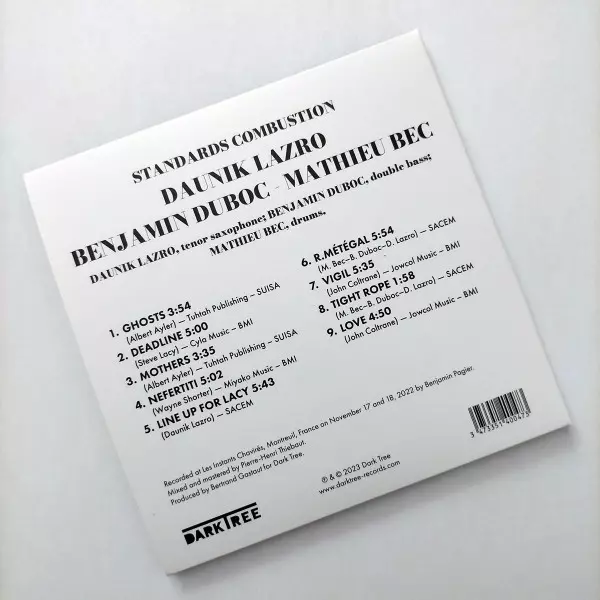 STANDARDS COMBUSTION
DAUNIK LAZRO
BENJAMIN DUBOC - MATHIEU BEC
DAUNIK LAZRO, tenor saxophone; BENJAMIN DUBOC, double bass;
MATHIEU BEC, drums.
1. GHOSTS 3:54
(Albert Ayler) – Tuhtah Publishing – SUISA
2. DEADLINE 5:00
(Steve Lacy) – Cyla Music – BMI
3. MOTHERS 3:35
(Albert Ayler) – Tuhtah Publishing – SUISA
4. NEFERTITI 5:02
(Wayne Shorter) – Miyako Music – BMI
5. LINE UP FOR LACY 5:43
(Daunik Lazro) – SACEM
6. R.MÉTÉGAL 5:54
(M. Bec–B. Duboc–D. Lazro) – SACEM
7. VIGIL 5:35
(John Coltrane) – Jowcol Music – BMI
8. TIGHT ROPE 1:58
(M. Bec–B. Duboc–D. Lazro) – SACEM
9. LOVE 4:50
(John Coltrane) – Jowcol Music – BMI
Recorded at Les Instants Chavirés, Montreuil, France on November 17 and 18, 2022 by Benjamin Pagier.
Mixed and mastered by Pierre-Henri Thiebaut.
Produced by Bertrand Gastaut for Dark Tree.
DARKTREE
℗ & © 2023 Dark Tree
www.darktree-records.com
3 473351 400473